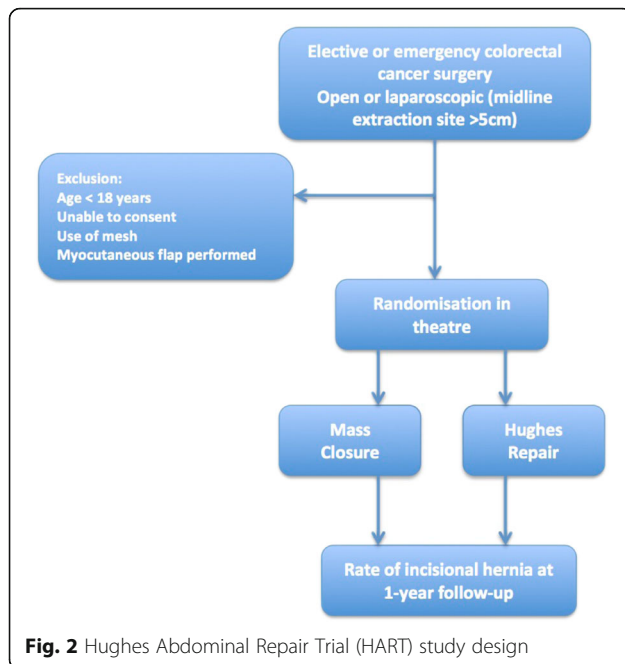 Elective or emergency colorectal
cancer surgery
Open or laparoscopic (midline
extraction site >5cm)
Exclusion:
Age < 18 years
Unable to consent
Use of mesh
Myocutaneous flap performed
Randomisation in
theatre
Mass
Closure
Hughes
Repair
Rate of incisional hernia at
1-year follow-up
Fig. 2 Hughes Abdominal Repair Trial (HART) study design